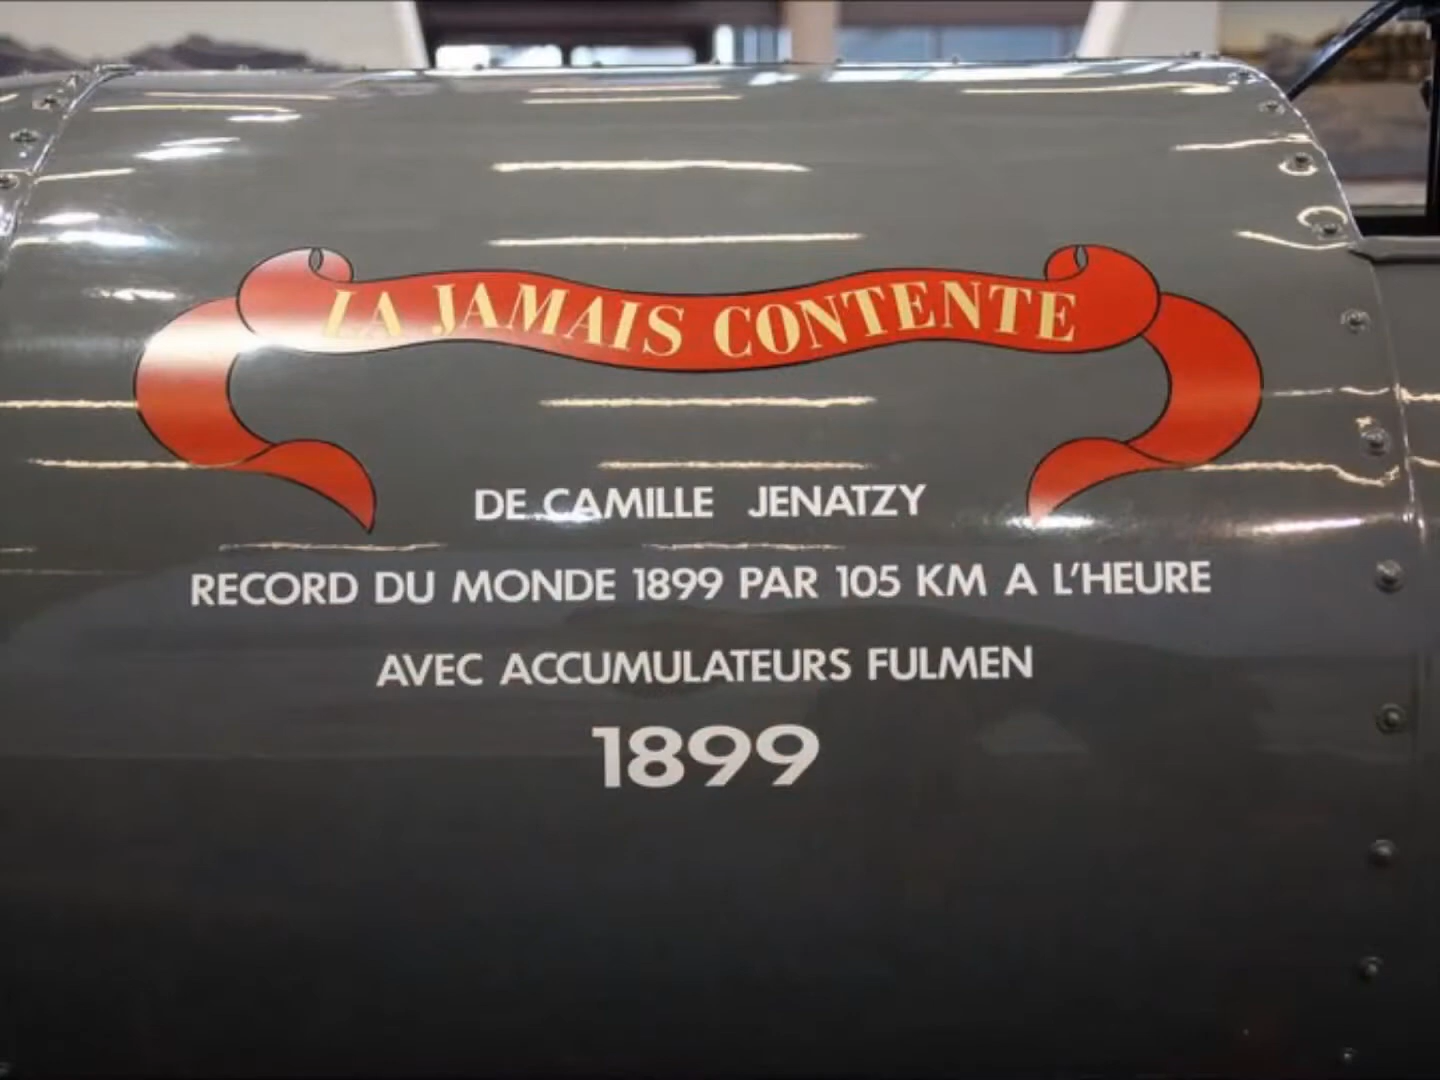 LA JAMAIS CONTENTE
DE CAMILLE JENATZY
RECORD DU MONDE 1899 PAR 105 KM A L'HEURE
AVEC ACCUMULATEURS FULMEN
1899